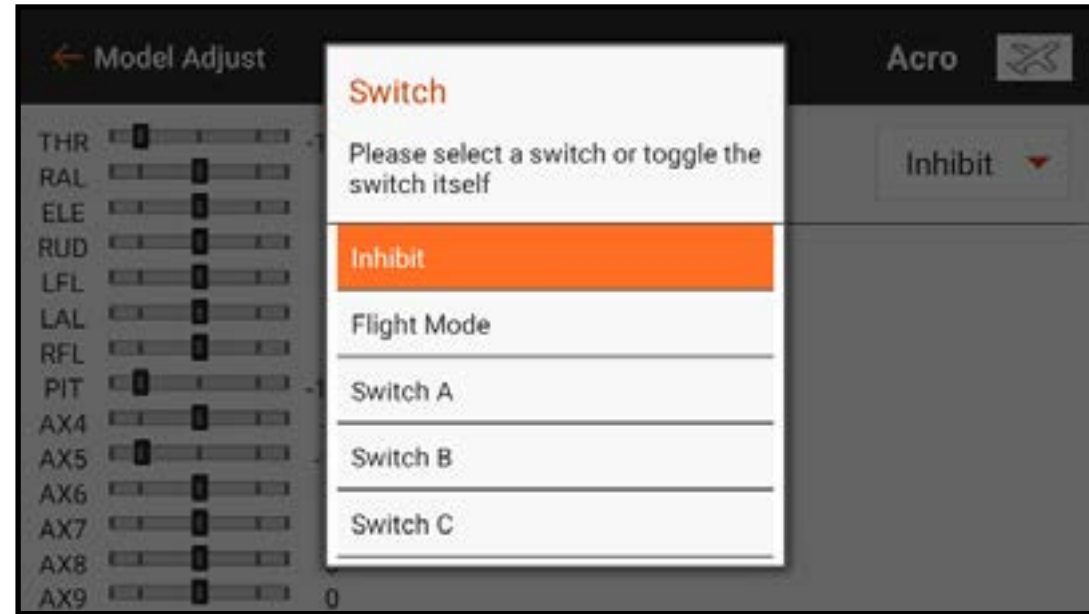 ← Model Adjust
Acro
Switch
Please select a switch or toggle the
switch itself
Inhibit
Inhibit
Flight Mode
Switch A
Switch B
Switch C
THR
RAL
ELE
RUD
LFL
LAL
RFL
PIT
AX4
AX5
AX6
AX7
AX8
AX9 0